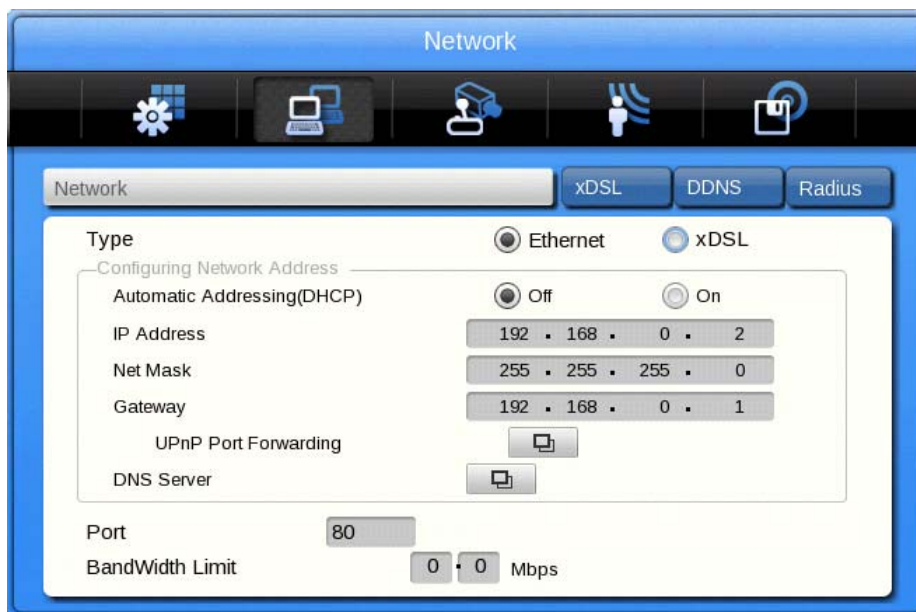 Network
Network xDSL DDNS Radius
Type Ethernet xDSL
Configuring Network Address
Automatic Addressing(DHCP) Off On
IP Address 192 . 168 . 0 . 2
Net Mask 255 . 255 . 255 . 0
Gateway 192 . 168 . 0 . 1
UPnP Port Forwarding
DNS Server
Port 80
BandWidth Limit 0 . 0 Mbps